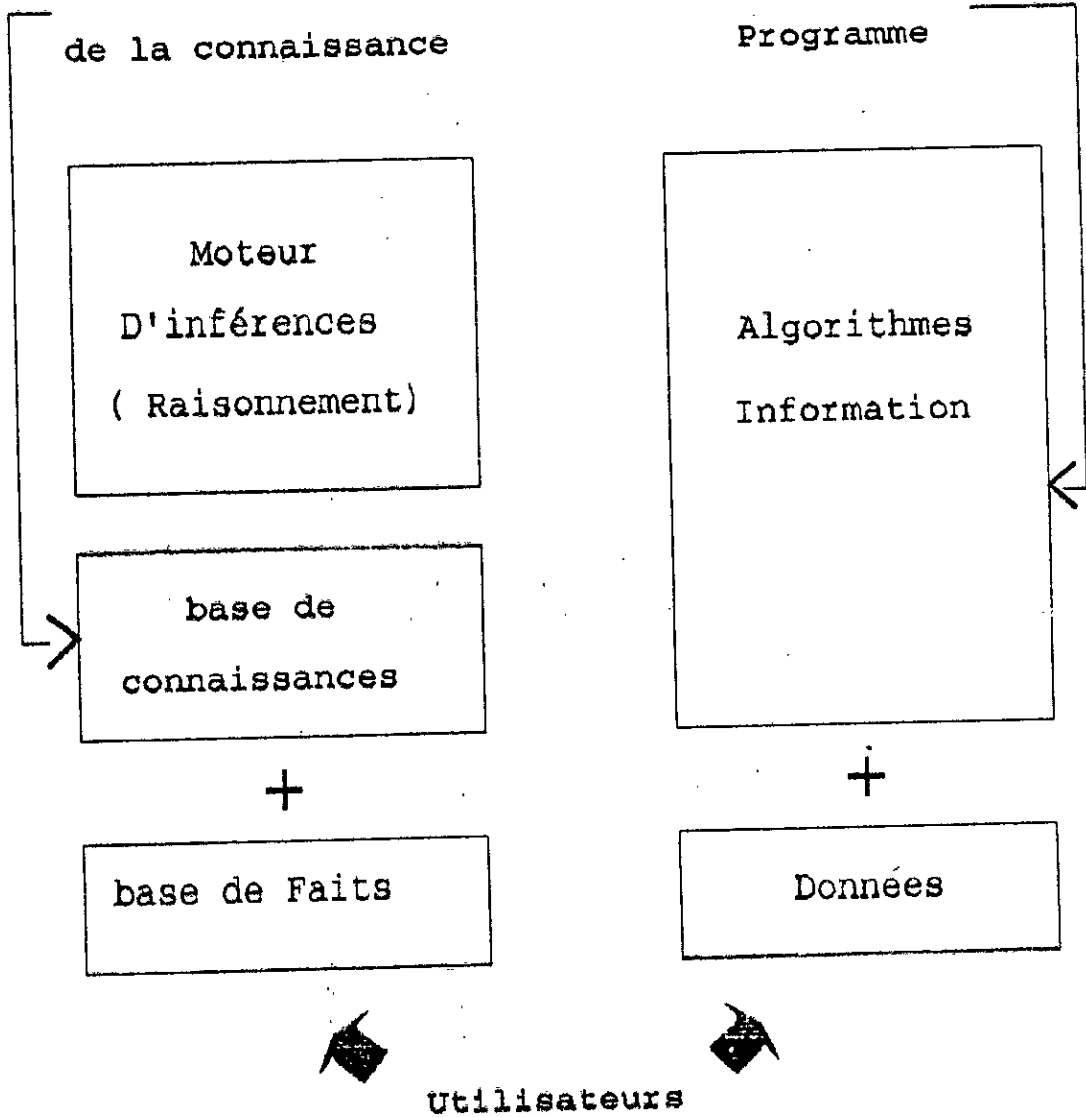 de la connaissance
Programme
Moteur
D'inférences
( Raisonnement)
Algorithmes
Information
base de
connaissances
+
+
base de Faits
Données
Utilisateurs